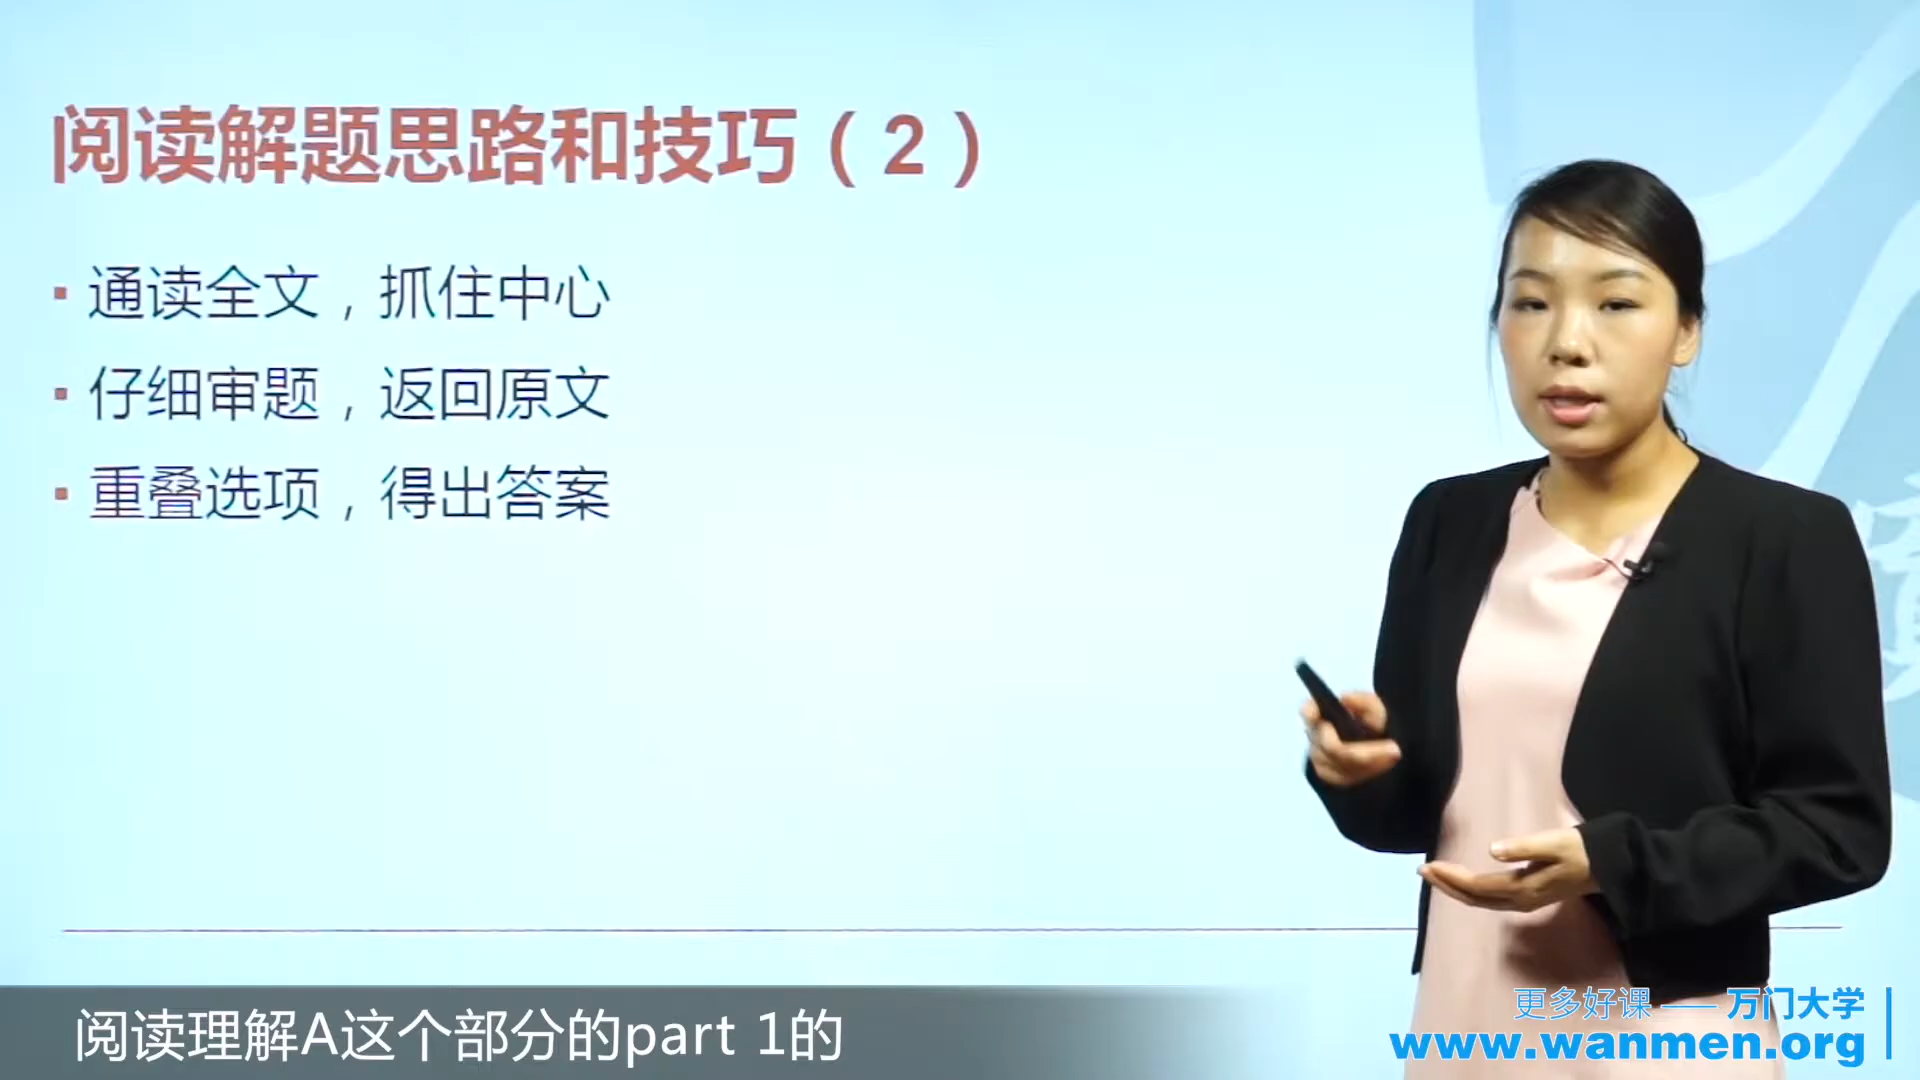 阅读解题思路和技巧（2）
通读全文，抓住中心
仔细审题，返回原文
重叠选项，得出答案
阅读理解A这个部分的part 1的
更多好课 —— 万门大学
www.wanmen.org